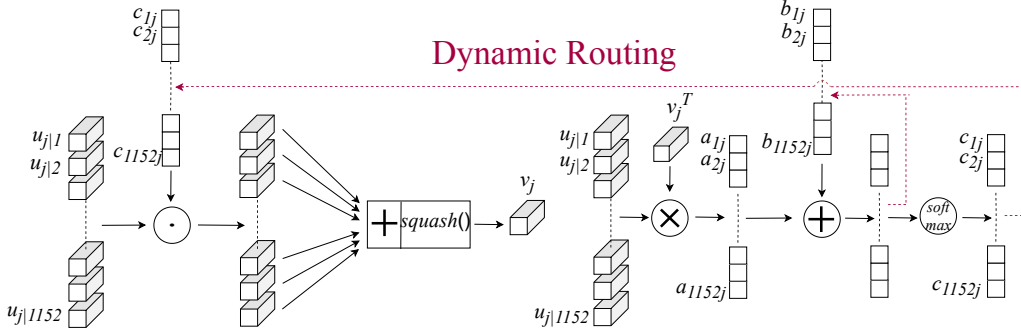 c1j
c2j
b1j
b2j
Dynamic Routing
uj|1
uj|2
c1152j
vj
uj|1
uj|2
vjT
a1j
a2j
b1152j
c1j
c2j
·
+ squash()
×
+
soft
max
uj|1152
uj|1152
a1152j
c1152j